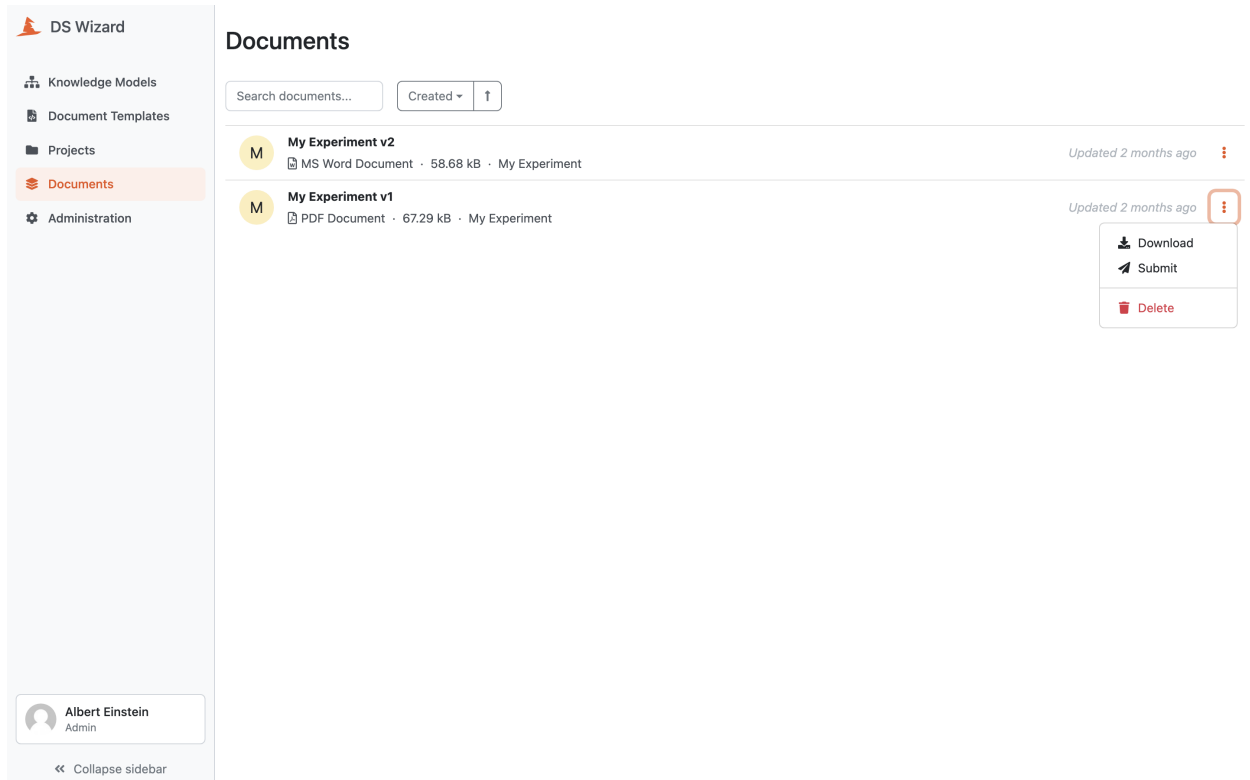 DS Wizard
Knowledge Models
Document Templates
Projects
Documents
Administration
Albert Einstein
Admin
Collapse sidebar
Documents
Search documents...
Created
My Experiment v2
MS Word Document · 58.68 kB · My Experiment
Updated 2 months ago
My Experiment v1
PDF Document · 67.29 kB · My Experiment
Updated 2 months ago
Download
Submit
Delete